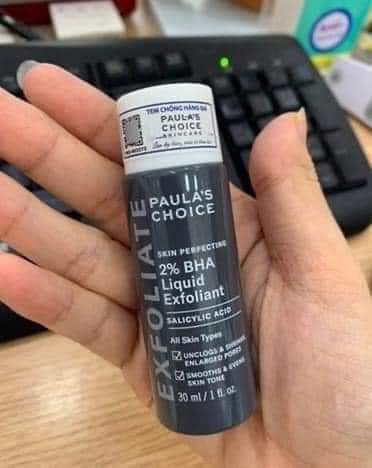 TEM CHỐNG HÀNG GIẢ
PAULA'S
CHOICE
SKINCARE
EXFOLIATE
PAULA'S
CHOICE
SKIN PERFECTING
2% BHA
Liquid
Exfoliant
SALICYLIC ACID
All Skin Types
UNCLOGS & SHRINKS
ENLARGED PORES
SMOOTHS & EVENS
SKIN TONE
30 ml / 1 fl. oz.